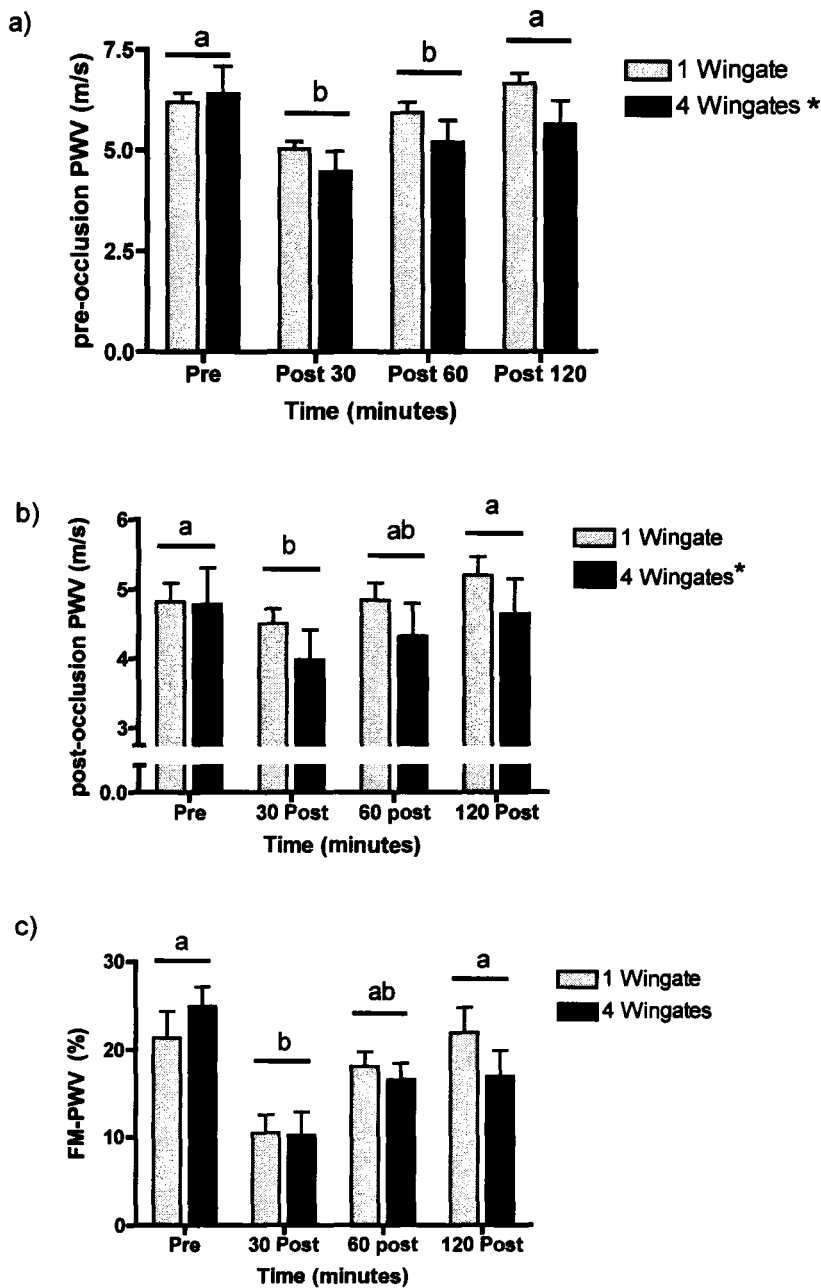 a)
pre-occlusion PWV (m/s)
7.5
5.0
2.5
0.0
a
b
b
a
1 Wingate
4 Wingates *
Pre
Post 30
Post 60
Post 120
Time (minutes)
b)
post-occlusion PWV (m/s)
6
5
4
3
0.0
a
b
ab
a
1 Wingate
4 Wingates*
Pre
30 Post
60 post
120 Post
Time (minutes)
c)
FM-PWV (%)
30
20
10
0
a
b
ab
a
1 Wingate
4 Wingates
Pre
30 Post
60 post
120 Post
Time (minutes)